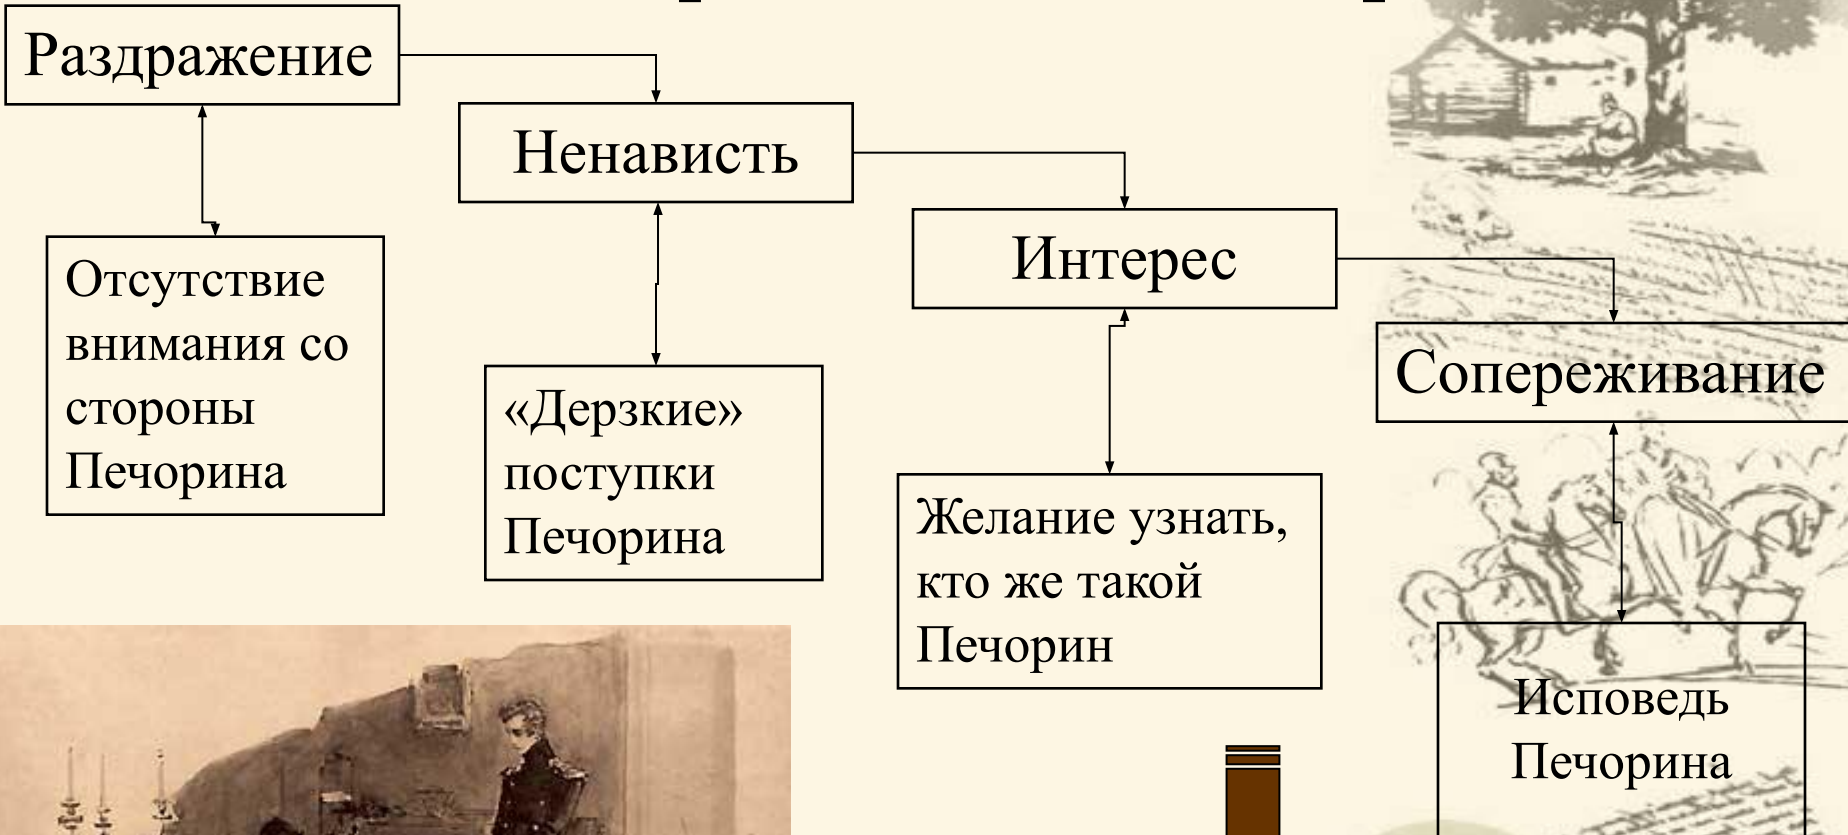 Раздражение
Ненависть
Интерес
Сопереживание
Отсутствие
внимания со
стороны
Печорина
«Дерзкие»
поступки
Печорина
Желание узнать,
кто же такой
Печорин
Исповедь
Печорина